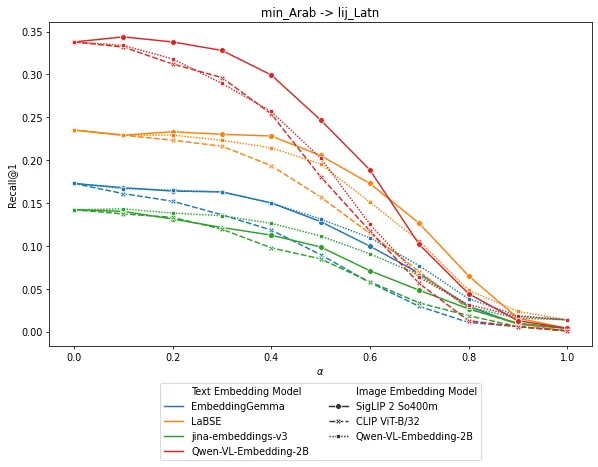 min_Arab -> lij_Latn
Recall@1
0.35
0.30
0.25
0.20
0.15
0.10
0.05
0.00
0.0 0.2 0.4 0.6 0.8 1.0
α
Text Embedding Model Image Embedding Model
EmbeddingGemma SigLIP 2 So400m
LaBSE CLIP ViT-B/32
jina-embeddings-v3 Qwen-VL-Embedding-2B
Qwen-VL-Embedding-2B